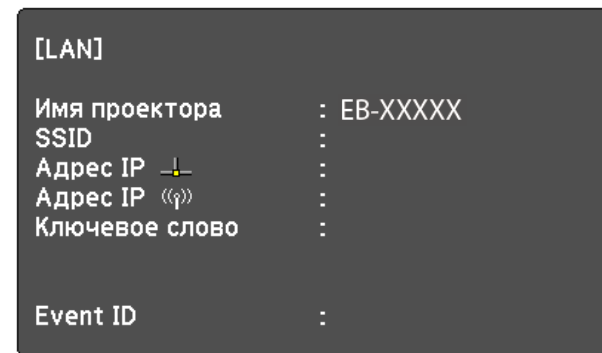 [LAN]
Имя проектора : EB-XXXXX
SSID :
Адрес IP :
Адрес IP :
Ключевое слово :
Event ID :